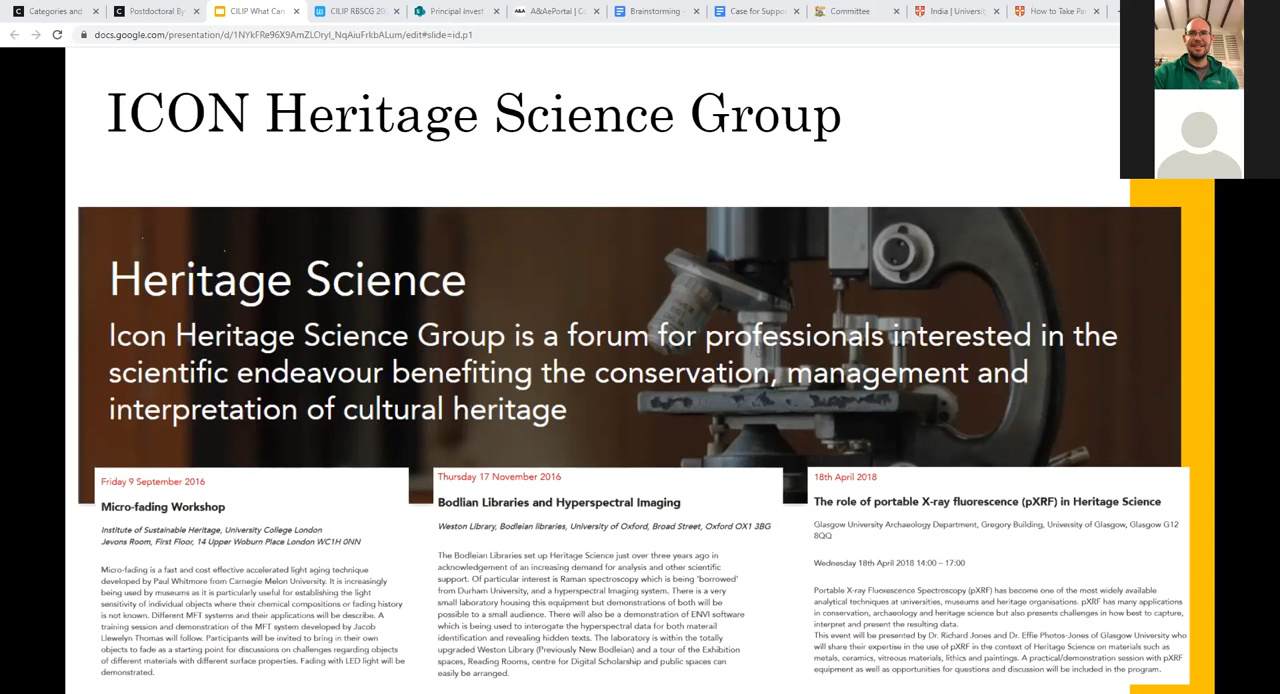 Categories and
Postdoctoral By
CILIP What Can
CILIP RBSCG 20
Principal invest
A&AePortal | C
Brainstorming -
Case for Suppo
Committee
India | Universit
How to Take Pa
docs.google.com/presentation/d/1NYkFRe96X9AmZLOryI_NqAiuFrkbALum/edit#slide=id.p1
ICON Heritage Science Group
Heritage Science
Icon Heritage Science Group is a forum for professionals interested in the
scientific endeavour benefiting the conservation, management and
interpretation of cultural heritage
Friday 9 September 2016
Micro-fading Workshop
Institute of Sustainable Heritage, University College London
Jevons Room, First Floor, 14 Upper Woburn Place London WC1H 0NN
Micro-fading is a fast and cost effective accelerated light aging technique
developed by Paul Whitmore from Carnegie Melon University. It is increasingly
being used by museums as it is particularly useful for establishing the light
sensitivity of individual objects where their chemical compositions or fading history
is not known. Different MFT systems and their applications will be describe. A
training session and demonstration of the MFT system developed by Jacob
Llewelyn Thomas will follow. Participants will be invited to bring in their own
objects to fade as a starting point for discussions on challenges regarding objects
of different materials with different surface properties. Fading with LED light will be
demonstrated.
Thursday 17 November 2016
Bodlian Libraries and Hyperspectral Imaging
Weston Library, Bodleian libraries, University of Oxford, Broad Street, Oxford OX1 3BG
The Bodleian Libraries set up Heritage Science just over three years ago in
acknowledgement of an increasing demand for analysis and other scientific
support. Of particular interest is Raman spectroscopy which is being 'borrowed'
from Durham University, and a hyperspectral Imaging system. There is a very
small laboratory housing this equipment but demonstrations of both will be
possible to a small audience. There will also be a demonstration of ENVI software
which is being used to interogate the hyperspectral data for both materail
identification and revealing hidden texts. The laboratory is within the totally
upgraded Weston Library (Previously New Bodleian) and a tour of the Exhibition
spaces, Reading Rooms, centre for Digital Scholarship and public spaces can
easily be arranged.
18th April 2018
The role of portable X-ray fluorescence (pXRF) in Heritage Science
Glasgow University Archaeology Department, Gregory Building, University of Glasgow, Glasgow G12
8QQ
Wednesday 18th April 2018 14:00 – 17:00
Portable X-ray Fluorescence Spectroscopy (pXRF) has become one of the most widely available
analytical techniques at universities, museums and heritage organisations. pXRF has many applications
in conservation, archaeology and heritage science but also presents challenges in how best to capture,
interpret and present the resulting data.
This event will be presented by Dr. Richard Jones and Dr. Effie Photos-Jones of Glasgow University who
will share their expertise in the use of pXRF in the context of Heritage Science on materials such as
metals, ceramics, vitreous materials, lithics and paintings. A practical/demonstration session with pXRF
equipment as well as opportunities for questions and discussion will be included in the program.